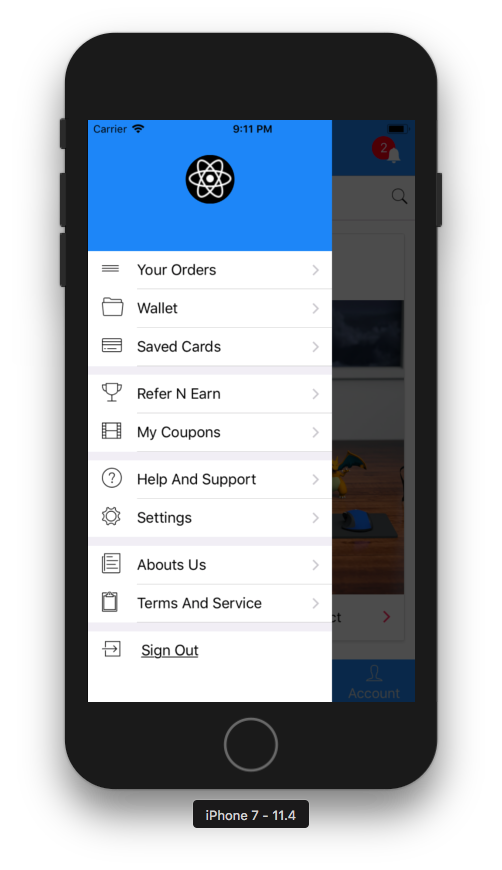 Carrier 9:11 PM
2
Your Orders
Wallet
Saved Cards
Refer N Earn
My Coupons
Help And Support
Settings
Abouts Us
Terms And Service
ct
Sign Out
Account
iPhone 7 - 11.4